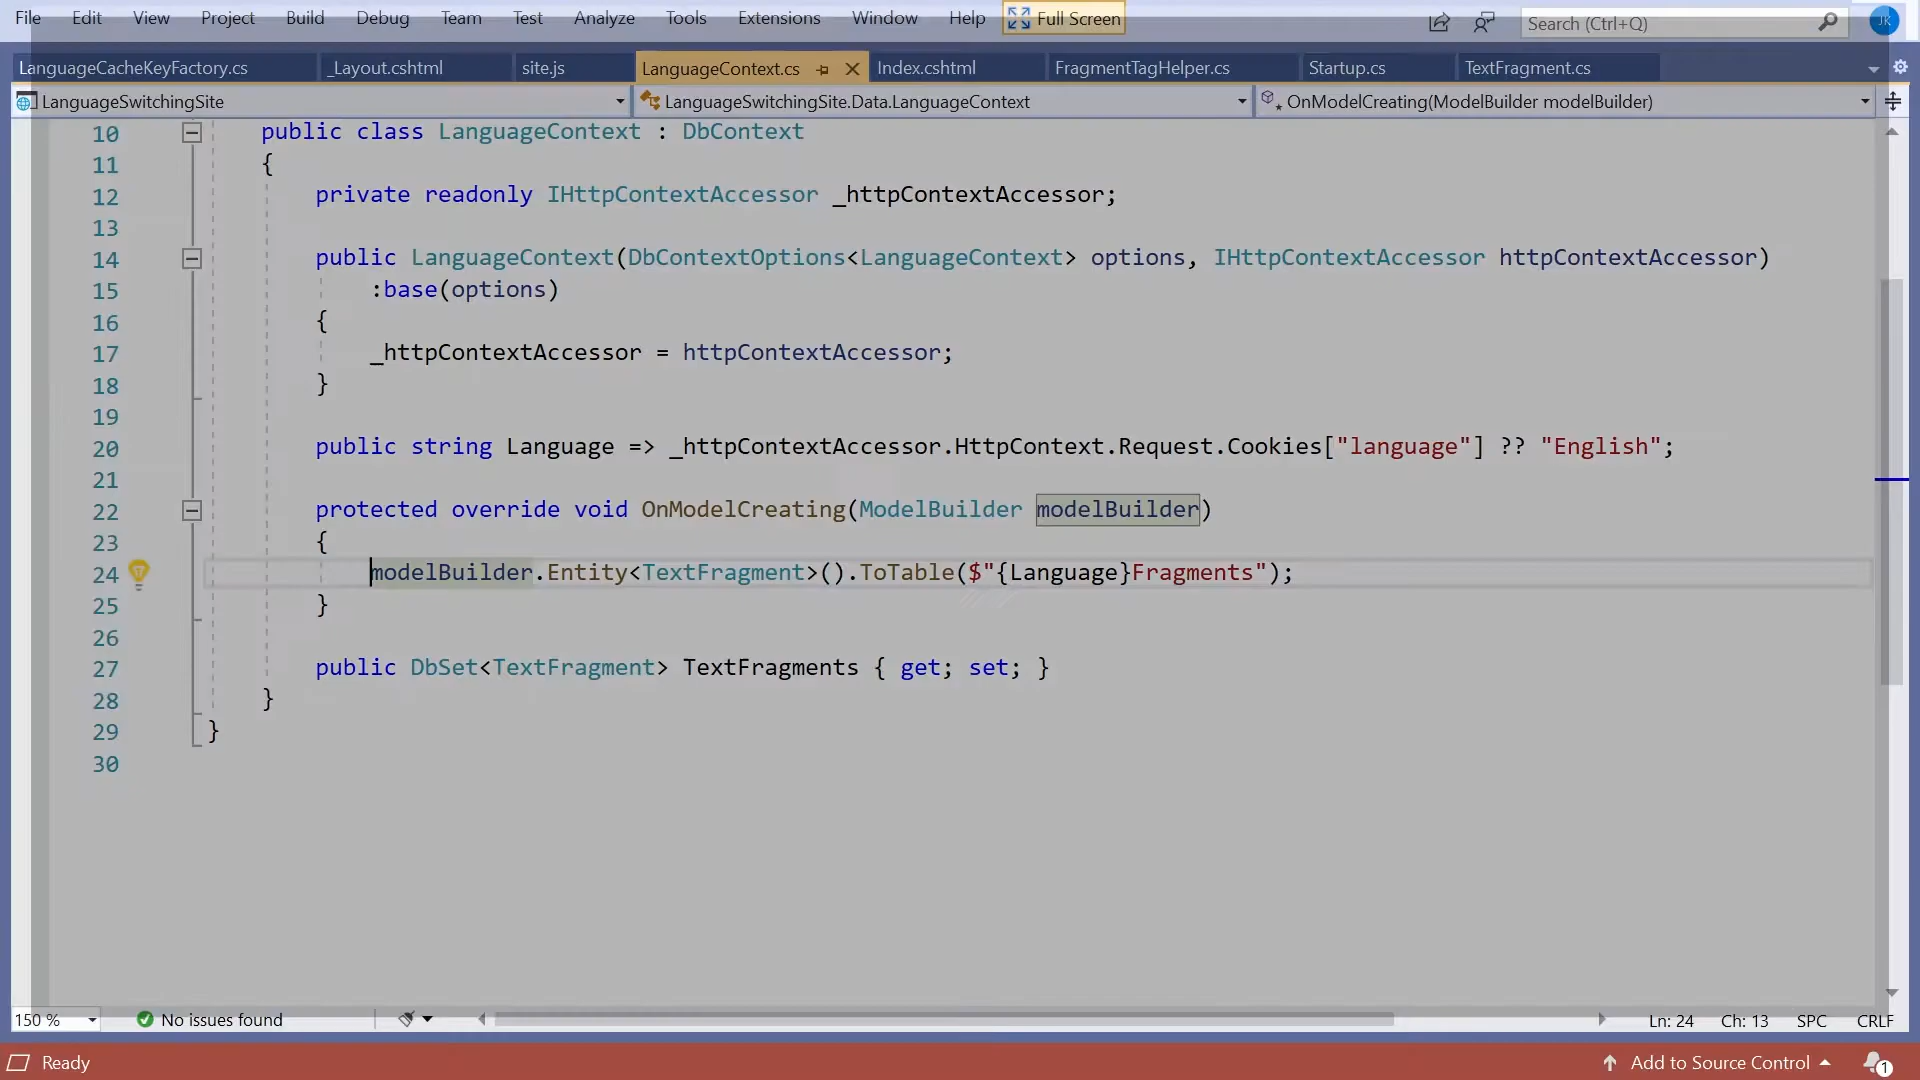 File Edit View Project Build Debug Team Test Analyze Tools Extensions Window Help Full Screen Search (Ctrl+Q) JK
LanguageCacheKeyFactory.cs _Layout.cshtml site.js LanguageContext.cs Index.cshtml FragmentTagHelper.cs Startup.cs TextFragment.cs
LanguageSwitchingSite LanguageSwitchingSite.Data.LanguageContext OnModelCreating(ModelBuilder modelBuilder)
10 public class LanguageContext : DbContext
11 {
12 private readonly IHttpContextAccessor _httpContextAccessor;
13
14 public LanguageContext(DbContextOptions<LanguageContext> options, IHttpContextAccessor httpContextAccessor)
15 :base(options)
16 {
17 _httpContextAccessor = httpContextAccessor;
18 }
19
20 public string Language => _httpContextAccessor.HttpContext.Request.Cookies["language"] ?? "English";
21
22 protected override void OnModelCreating(ModelBuilder modelBuilder)
23 {
24 modelBuilder.Entity<TextFragment>().ToTable($"{Language}Fragments");
25 }
26
27 public DbSet<TextFragment> TextFragments { get; set; }
28 }
29 }
30
150 % No issues found Ln: 24 Ch: 13 SPC CRLF
Ready Add to Source Control 1